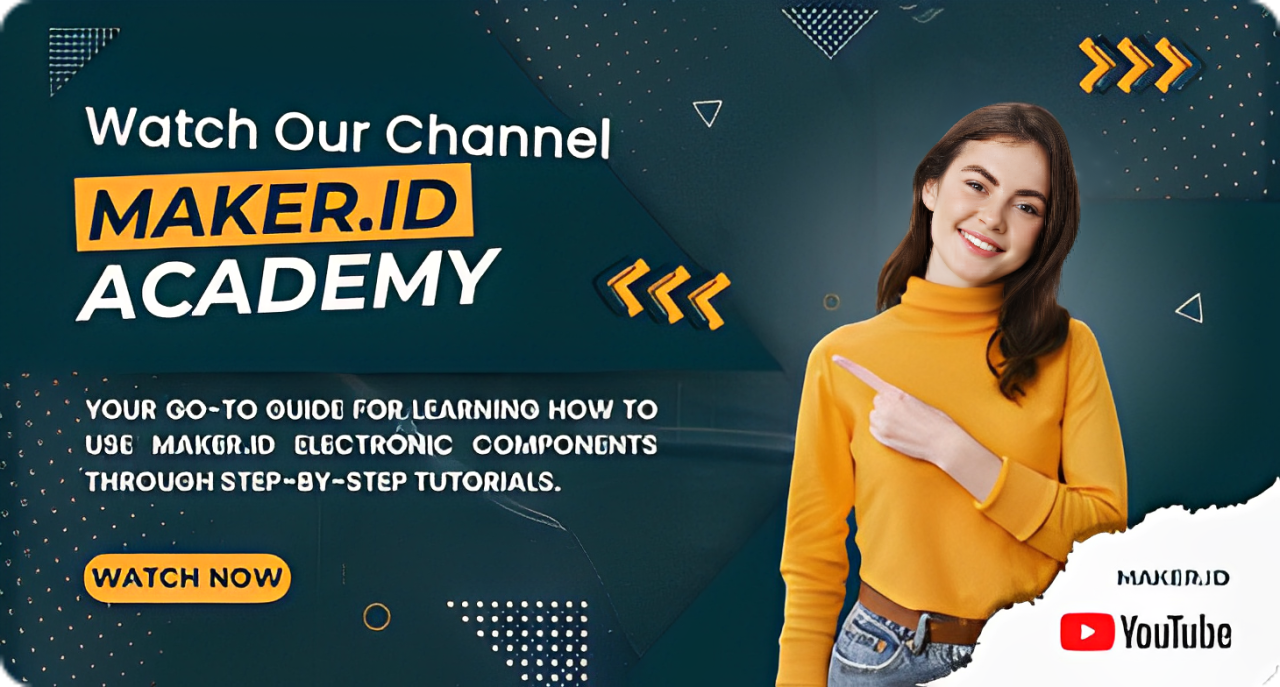 Watch Our Channel
MAKER.ID
ACADEMY
YOUR GO-TO GUIDE FOR LEARNING HOW TO
USE MAKER.ID ELECTRONIC COMPONENTS
THROUGH STEP-BY-STEP TUTORIALS.
WATCH NOW
MAKER.ID
YouTube